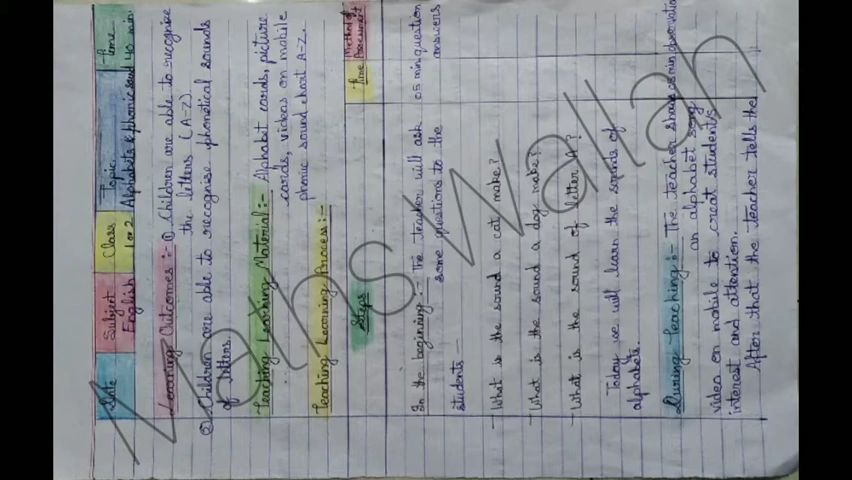 Date Subject Class Topic Time
English 1 or 2 Alphabets & phonic sound 40 min.
Learning Outcomes :- ① Children are able to recognise
the letters (A-Z).
② Children are able to recognise phonetical sounds
of letters.
Teaching Learning Material:- Alphabet cards, picture
cards, videos on mobile
phonic sound chart A-Z.
Teaching Learning Process:-
Steps Time Method of Assessment
In the beginning:- The teacher will ask 05 min. question
some questions to the answers
students —
— What is the sound a cat make?
— What is the sound a dog make?
— What is the sound of letter A?
Today we will learn the sounds of
alphabets.
During Teaching:- The teacher share 05 min observation
an alphabet song
video on mobile to creat student/s
interest and attention.
After that the teacher tells the